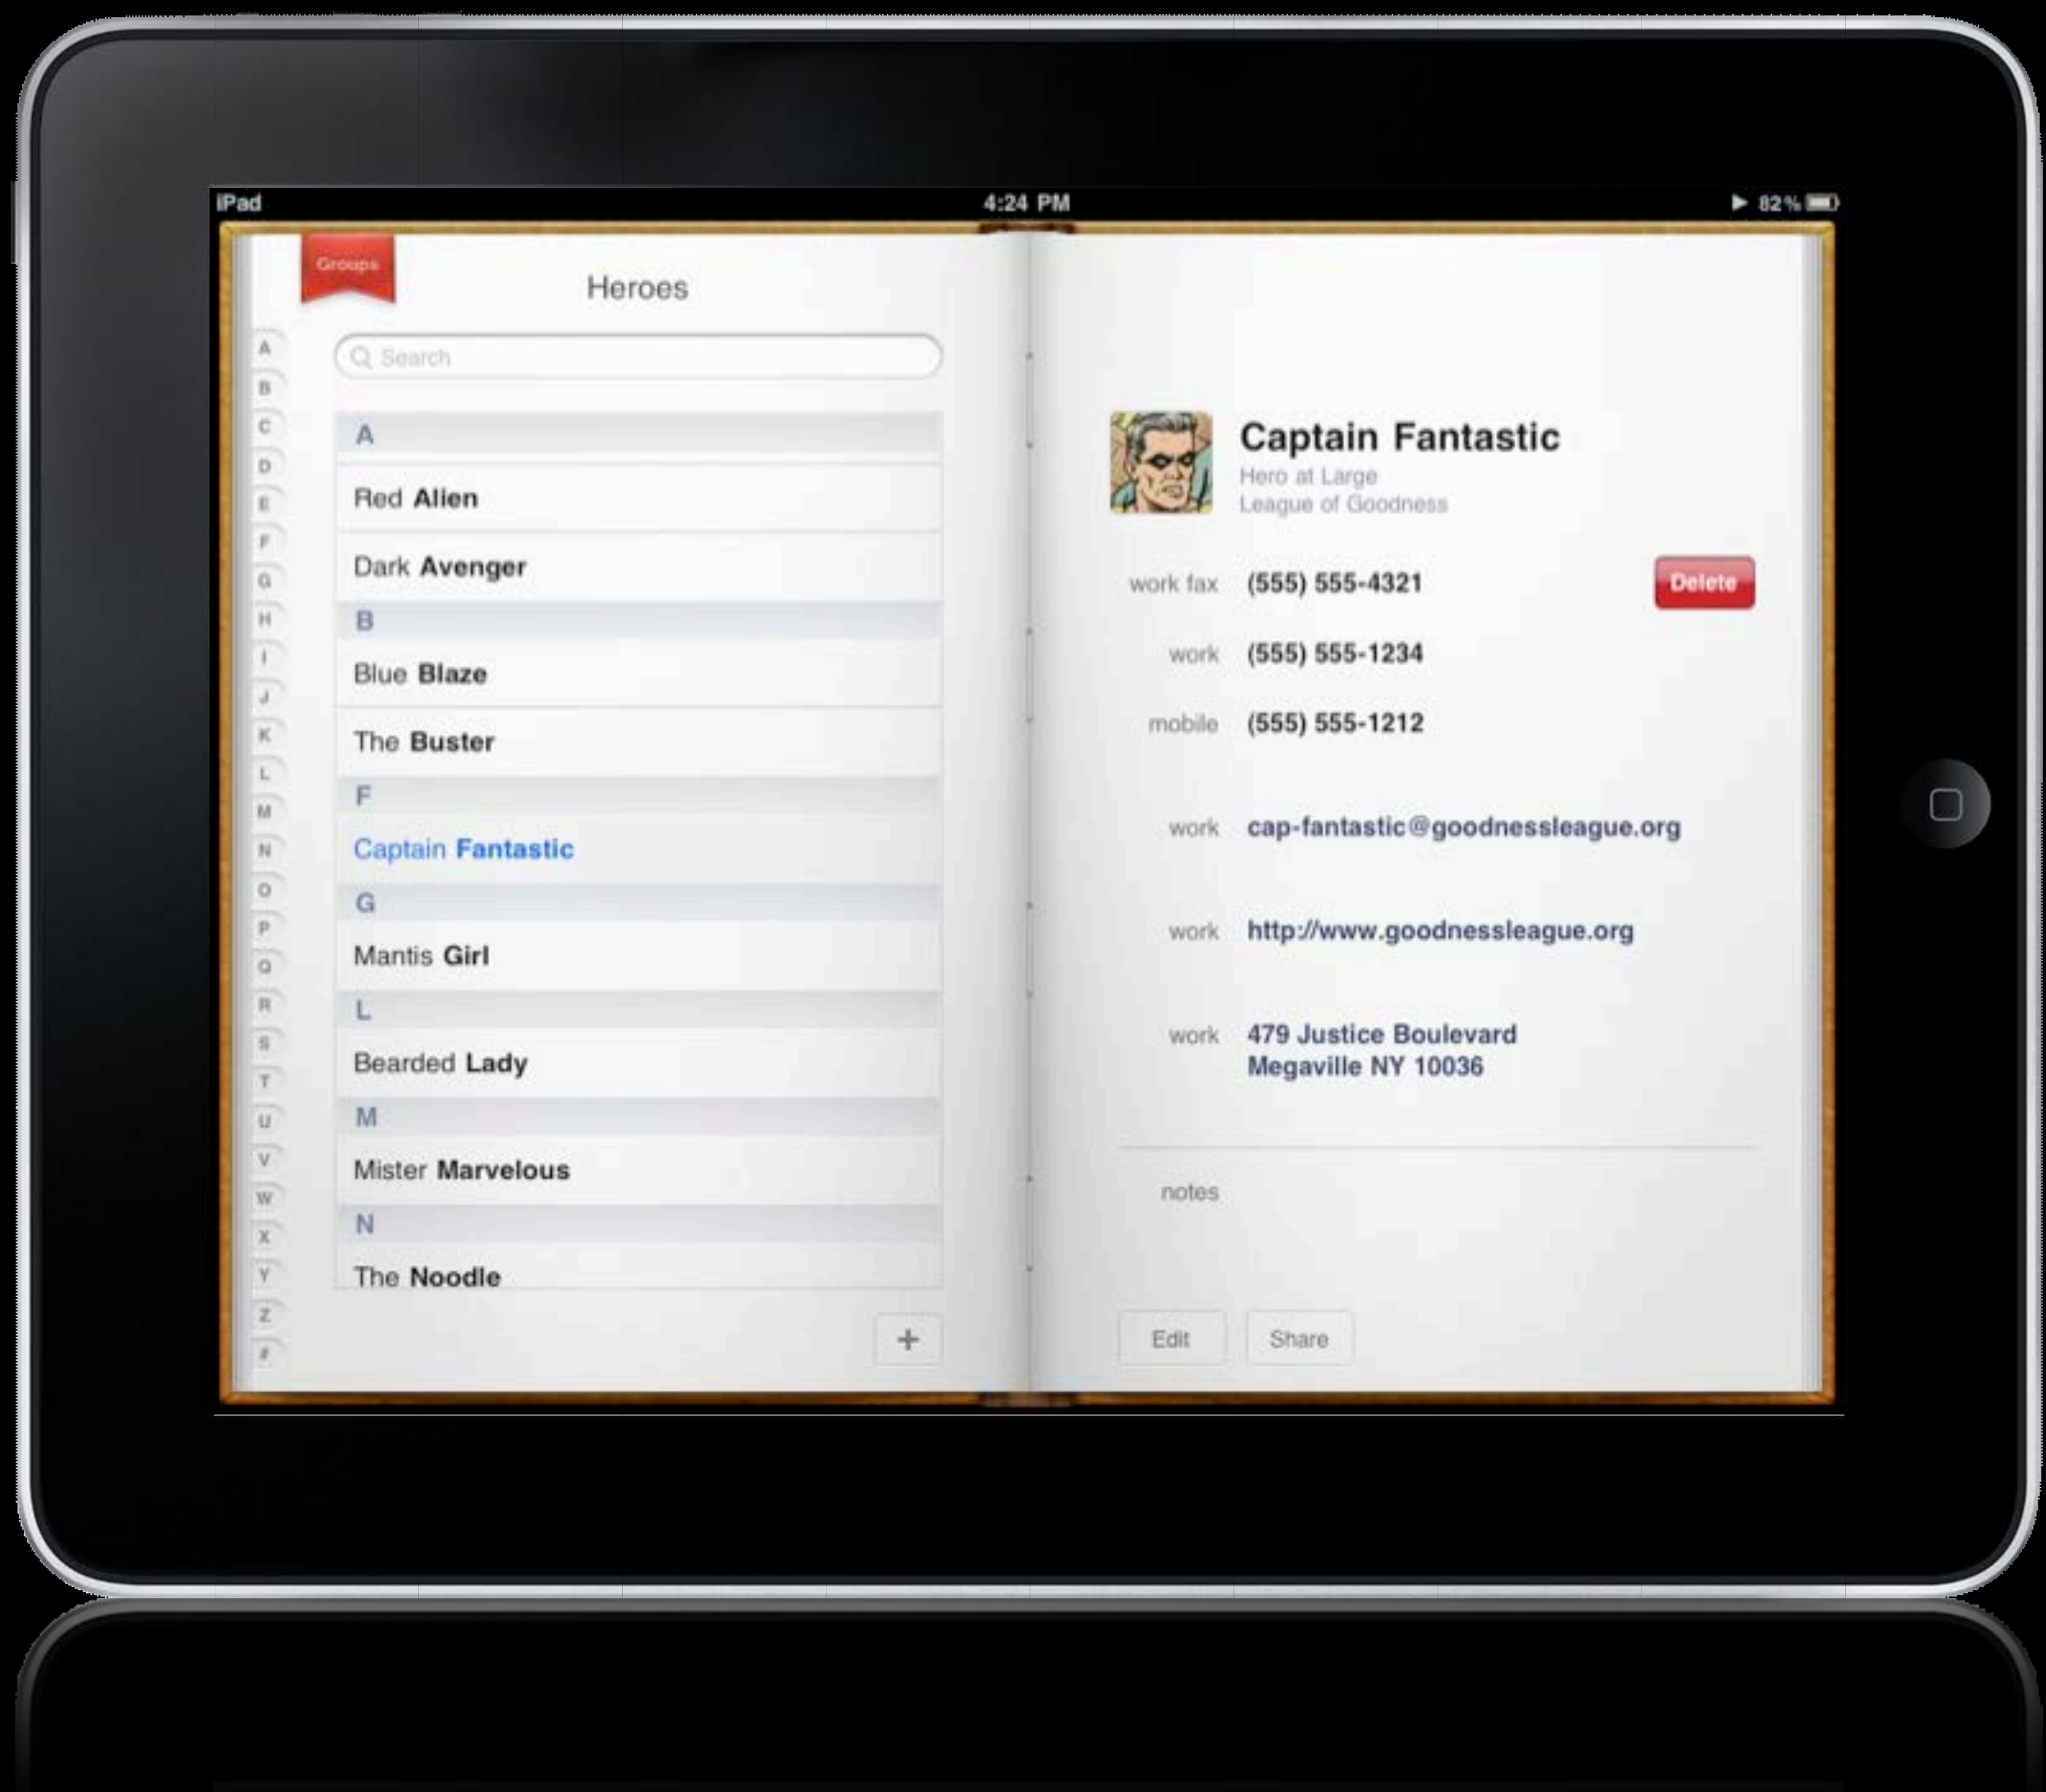 iPad
4:24 PM
82%
Groups
Heroes
Search
A
B
C
D
E
F
G
H
I
J
K
L
M
N
O
P
Q
R
S
T
U
V
W
X
Y
Z
#
A
Red Alien
Dark Avenger
B
Blue Blaze
The Buster
F
Captain Fantastic
G
Mantis Girl
L
Bearded Lady
M
Mister Marvelous
N
The Noodle
+
Captain Fantastic
Hero at Large
League of Goodness
work fax (555) 555-4321 Delete
work (555) 555-1234
mobile (555) 555-1212
work cap-fantastic@goodnessleague.org
work http://www.goodnessleague.org
work 479 Justice Boulevard
Megaville NY 10036
notes
Edit Share